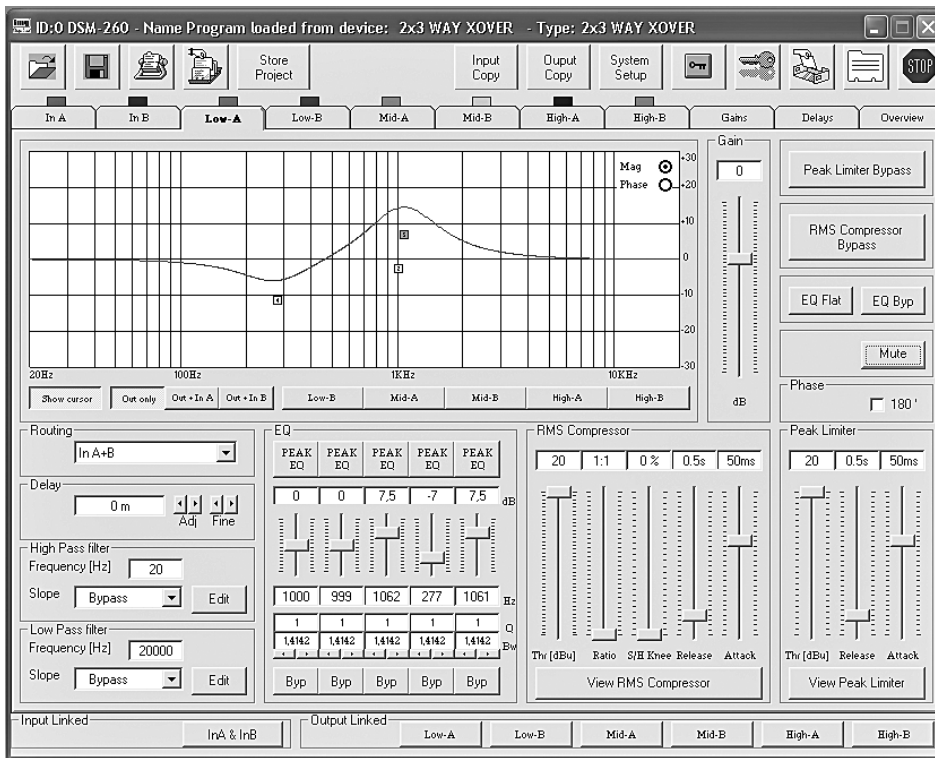 ID:0 DSM-260 - Name Program loaded from device: 2x3 WAY XOVER - Type: 2x3 WAY XOVER
Store Project
Input Copy
Ouput Copy
System Setup
STOP
In A
In B
Low-A
Low-B
Mid-A
Mid-B
High-A
High-B
Gains
Delays
Overview
Mag
Phase
+30
+20
+10
0
-10
-20
-30
5
2
4
20Hz
100Hz
1KHz
10KHz
Show cursor
Out only
Out + In A
Out + In B
Low-B
Mid-A
Mid-B
High-A
High-B
Gain
0
dB
Peak Limiter Bypass
RMS Compressor Bypass
EQ Flat
EQ Byp
Mute
Phase
180 '
Routing
In A+B
Delay
0 m
Adj
Fine
High Pass filter
Frequency [Hz]
20
Slope
Bypass
Edit
Low Pass filter
Frequency [Hz]
20000
Slope
Bypass
Edit
EQ
PEAK EQ
PEAK EQ
PEAK EQ
PEAK EQ
PEAK EQ
0
0
7,5
-7
7,5
dB
1000
999
1062
277
1061
Hz
1
1
1
1
1
Q
1,4142
1,4142
1,4142
1,4142
1,4142
Bw
Byp
Byp
Byp
Byp
Byp
RMS Compressor
20
1:1
0 %
0.5s
50ms
Thr [dBu]
Ratio
S/H Knee
Release
Attack
View RMS Compressor
Peak Limiter
20
0.5s
50ms
Thr [dBu]
Release
Attack
View Peak Limiter
Input Linked
InA & InB
Output Linked
Low-A
Low-B
Mid-A
Mid-B
High-A
High-B